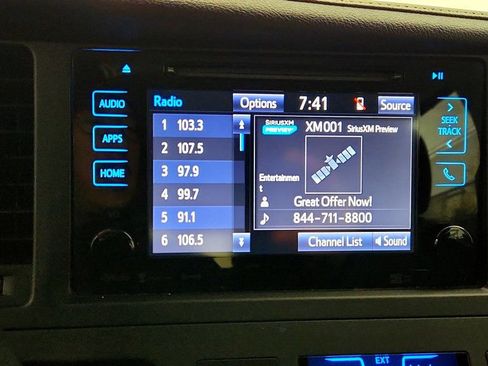 AUDIO
APPS
HOME
Radio
Options
7:41
Source
1 103.3
2 107.5
3 97.9
4 99.7
5 91.1
6 106.5
SIRIUSXM
PREVIEW
XM001 SiriusXM Preview
Entertainmen
t
Great Offer Now!
844-711-8800
Channel List
Sound
SEEK
TRACK
EXT